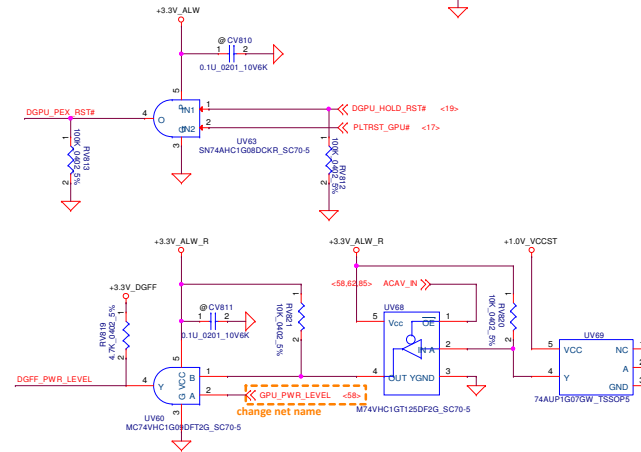 +3.3V_ALW
@ CV810
1 2
0.1U_0201_10V6K
5
P
DGPU_PEX_RST#
4
O
IN1
1
DGPU_HOLD_RST# <19>
IN2
2
PLTRST_GPU# <17>
G
3
UV63
SN74AHC1G08DCKR_SC70-5
1
2
RV813
100K_0402_5%
1
2
RV812
100K_0402_5%
+3.3V_ALW_R
+3.3V_ALW_R
+1.0V_VCCST
+3.3V_DGFF
@ CV811
1 2
0.1U_0201_10V6K
1
2
RV819
4.7K_0402_5%
1
2
RV821
10K_0402_5%
<58,62,85> ACAV_IN
UV68
5
Vcc
OE
1
IN A
2
4
OUT Y
GND
3
M74VHC1GT125DF2G_SC70-5
1
2
RV820
10K_0402_5%
UV69
5
VCC
NC
1
A
2
4
Y
GND
3
74AUP1G07GW_TSSOP5
DGFF_PWR_LEVEL
4
Y
5
VCC
B
1
A
2
G
3
GPU_PWR_LEVEL <58>
change net name
UV60
MC74VHC1G09DFT2G_SC70-5